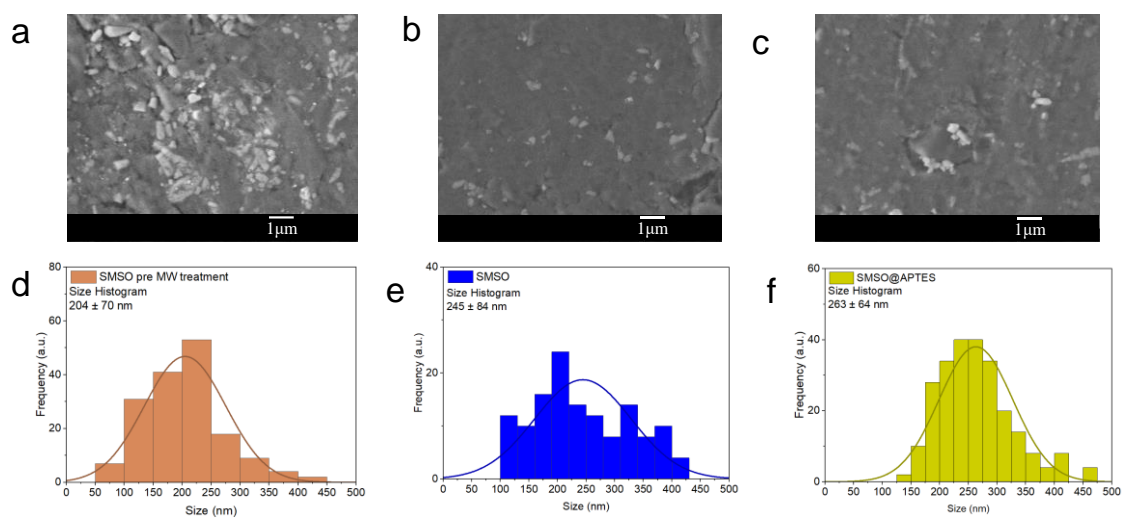 a
b
c
1μm
1μm
1μm
d
SMSO pre MW treatment
Size Histogram
204 ± 70 nm
Frequency (a.u.)
0
20
40
60
80
0 50 100 150 200 250 300 350 400 450 500
Size (nm)
e
SMSO
Size Histogram
245 ± 84 nm
Frequency (a.u.)
0
20
40
0 50 100 150 200 250 300 350 400 450 500
Size (nm)
f
SMSO@APTES
Size Histogram
263 ± 64 nm
Frequency (a.u.)
0
20
40
60
0 50 100 150 200 250 300 350 400 450 500
Size (nm)